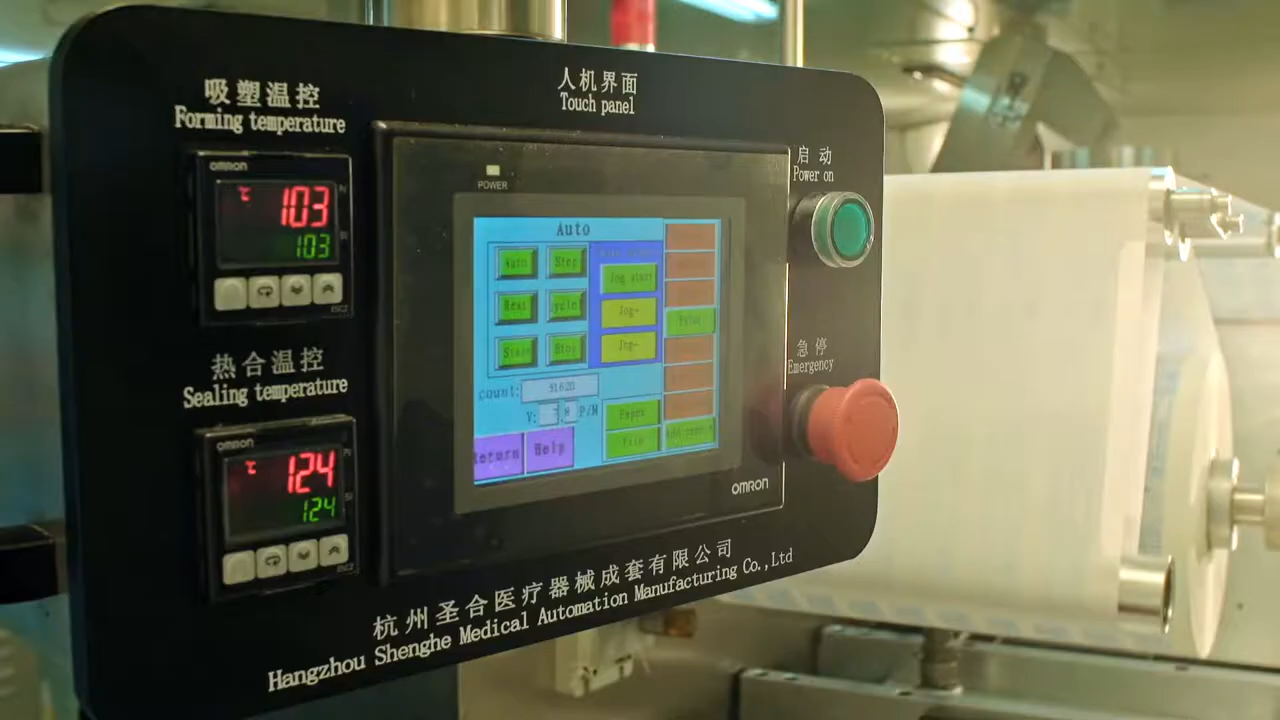 吸塑温控
Forming temperature
OMRON
℃ 103
103
热合温控
Sealing temperature
OMRON
℃ 124
124
人机界面
Touch panel
POWER
Auto
Auto Step
Jog start
Jog-
Jog-
count: 51620
V: P/M
Return Help
OMRON
启动
Power on
急停
Emergency
杭州圣合医疗器械成套有限公司
Hangzhou Shenghe Medical Automation Manufacturing Co.,Ltd